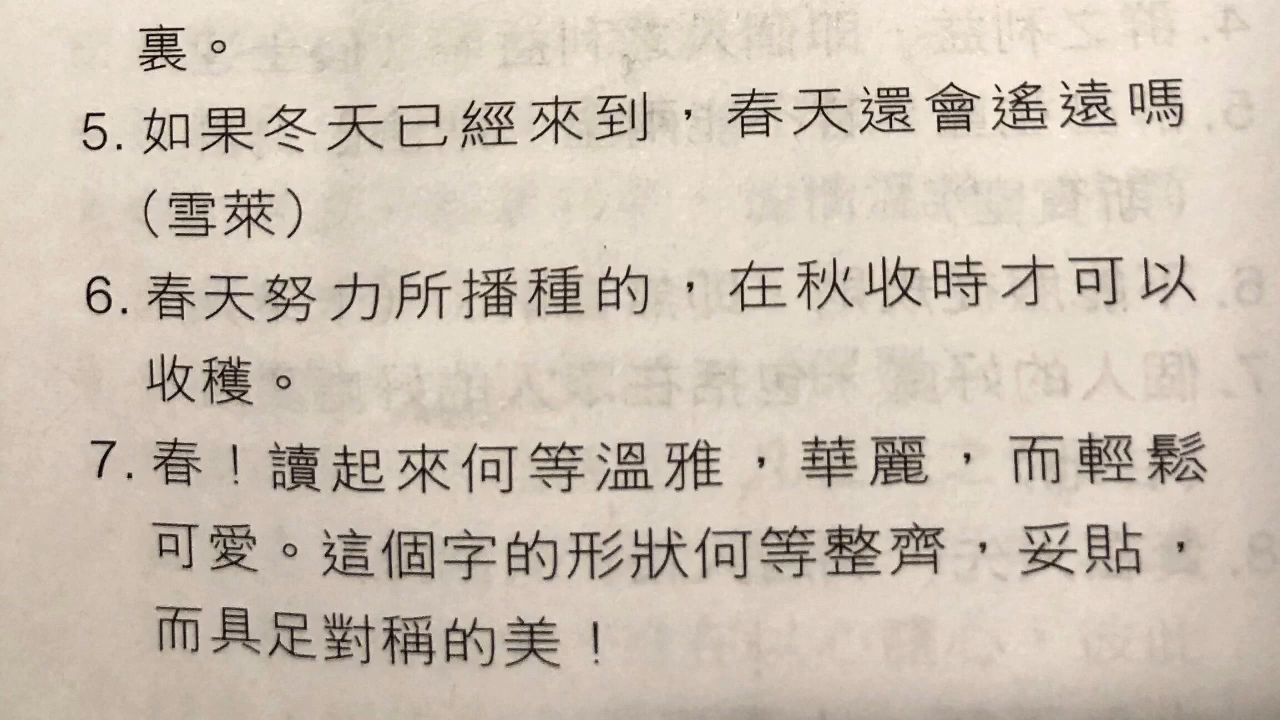 裏。
5. 如果冬天已經來到，春天還會遙遠嗎
（雪萊）
6. 春天努力所播種的，在秋收時才可以
收穫。
7. 春！讀起來何等溫雅，華麗，而輕鬆
可愛。這個字的形狀何等整齊，妥貼，
而具足對稱的美！